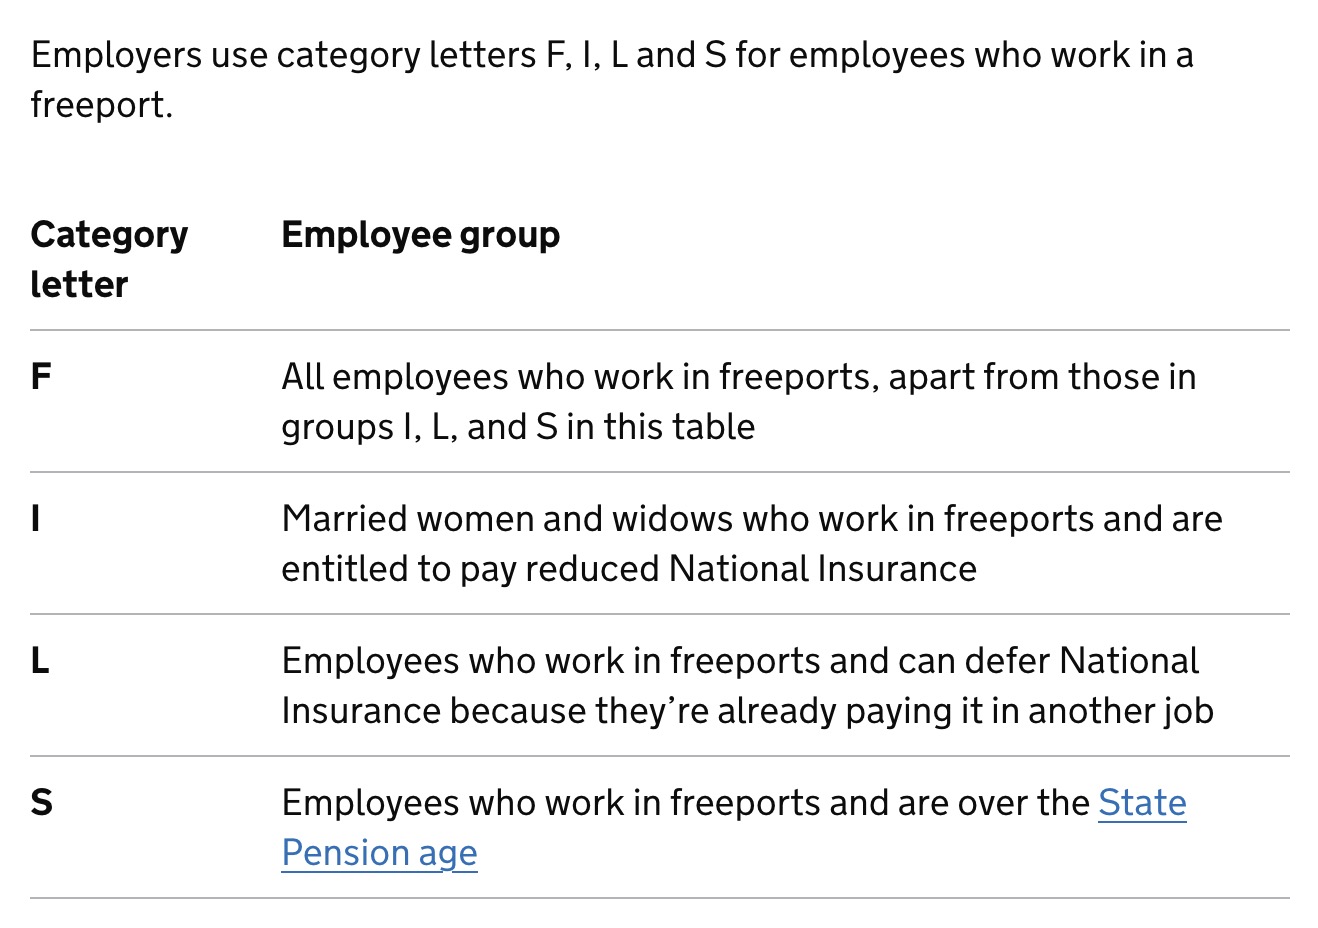 Employers use category letters F, I, L and S for employees who work in a
freeport.
Category
letter
Employee group
F
All employees who work in freeports, apart from those in
groups I, L, and S in this table
I
Married women and widows who work in freeports and are
entitled to pay reduced National Insurance
L
Employees who work in freeports and can defer National
Insurance because they’re already paying it in another job
S
Employees who work in freeports and are over the State
Pension age